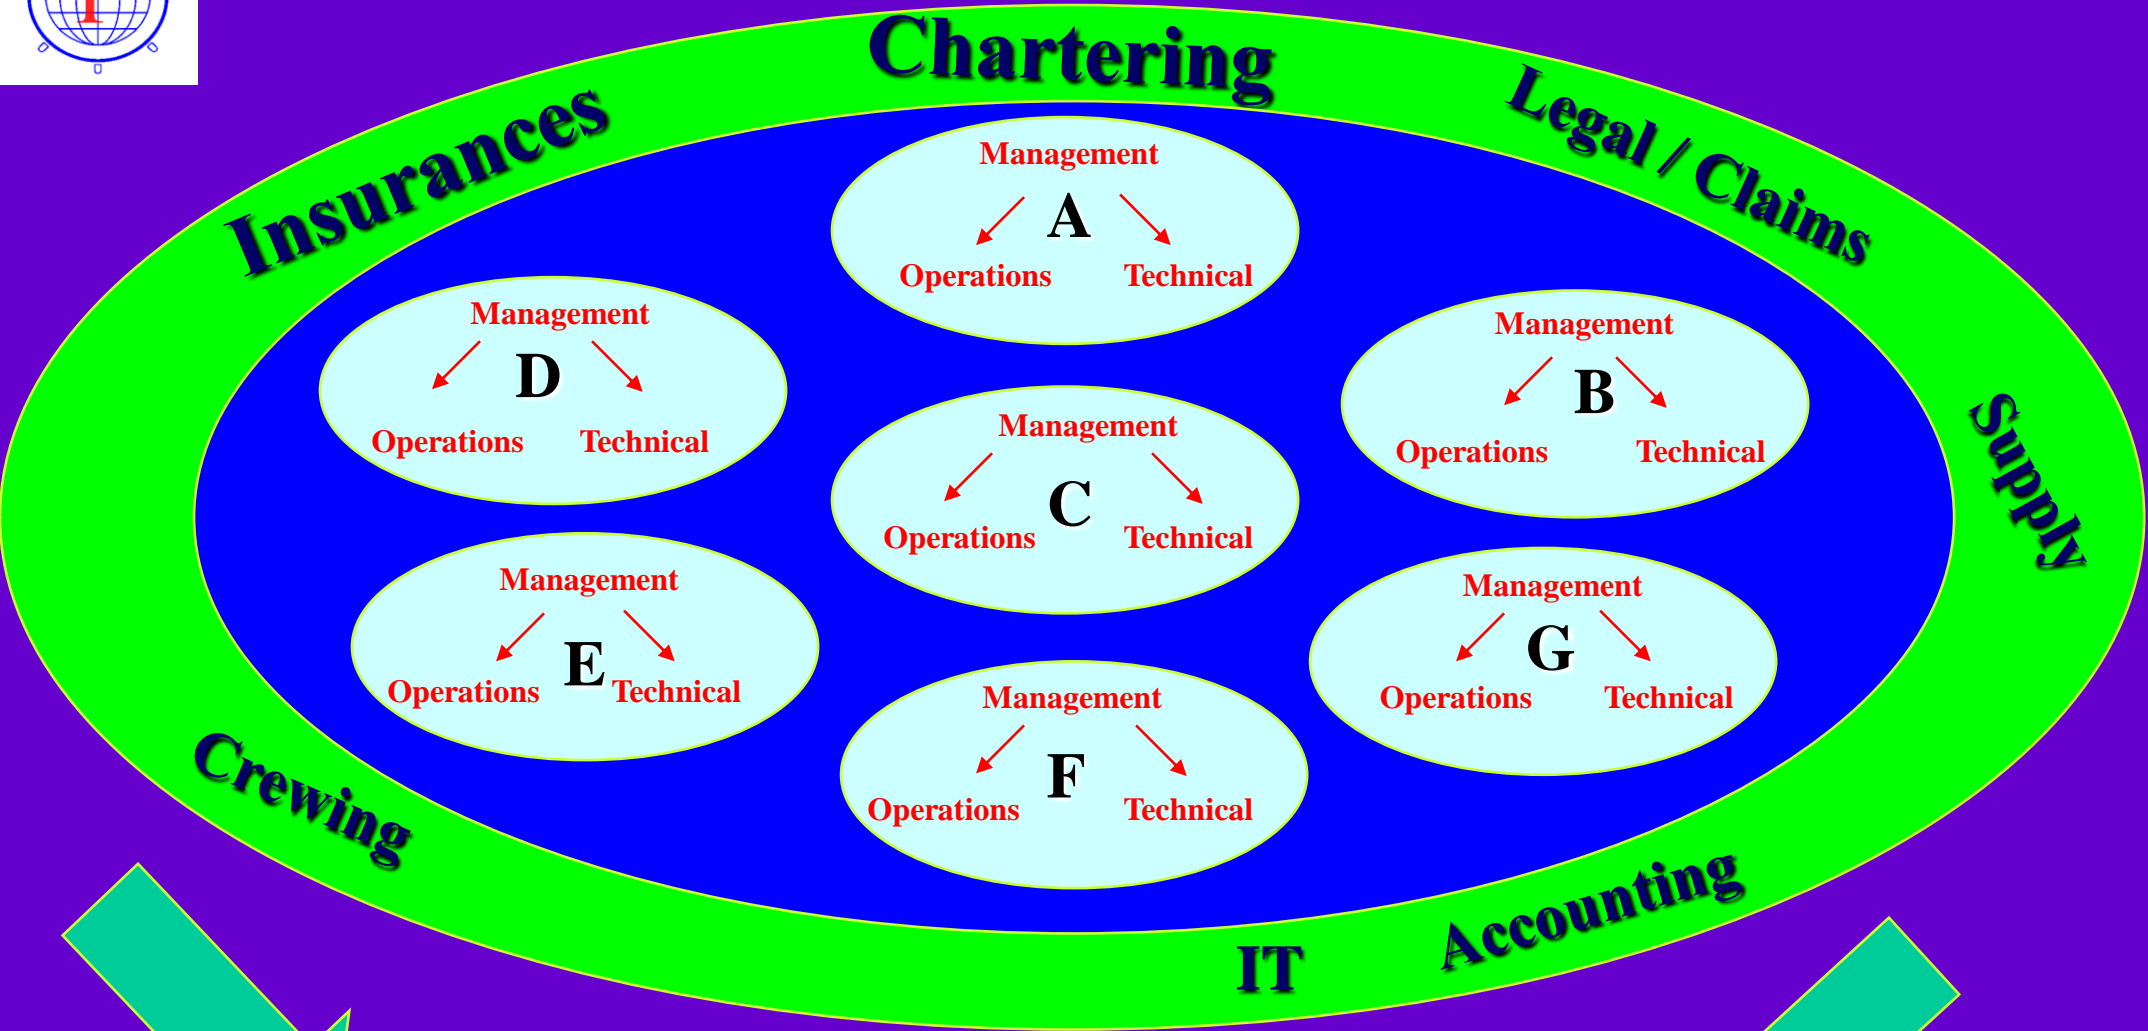 Chartering
Insurances
Legal / Claims
Supply
Management
A
Operations Technical
Management
D
Operations Technical
Management
B
Operations Technical
Management
C
Operations Technical
Management
E
Operations Technical
Management
G
Operations Technical
Management
F
Operations Technical
Crewing
Accounting
IT